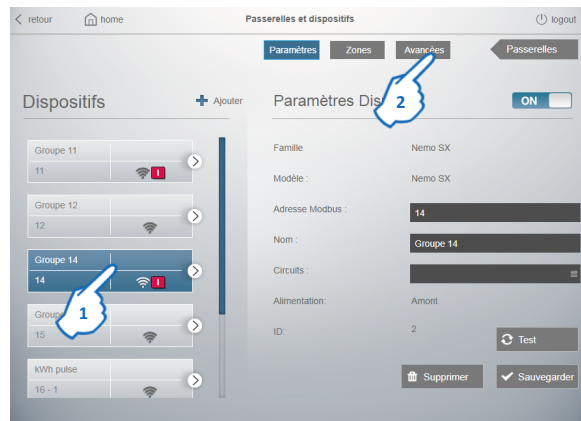 retour home Passerelles et dispositifs logout
Paramètres Zones Avancées Passerelles
Dispositifs Ajouter
Groupe 11
11 I
Groupe 12
12
Groupe 14
14 I
Group
15
kWh pulse
16 - 1
1
Paramètres Dis
2
ON
Famille Nemo SX
Modèle : Nemo SX
Adresse Modbus : 14
Nom : Groupe 14
Circuits :
Alimentation: Amont
ID: 2
Test
Supprimer Sauvegarder